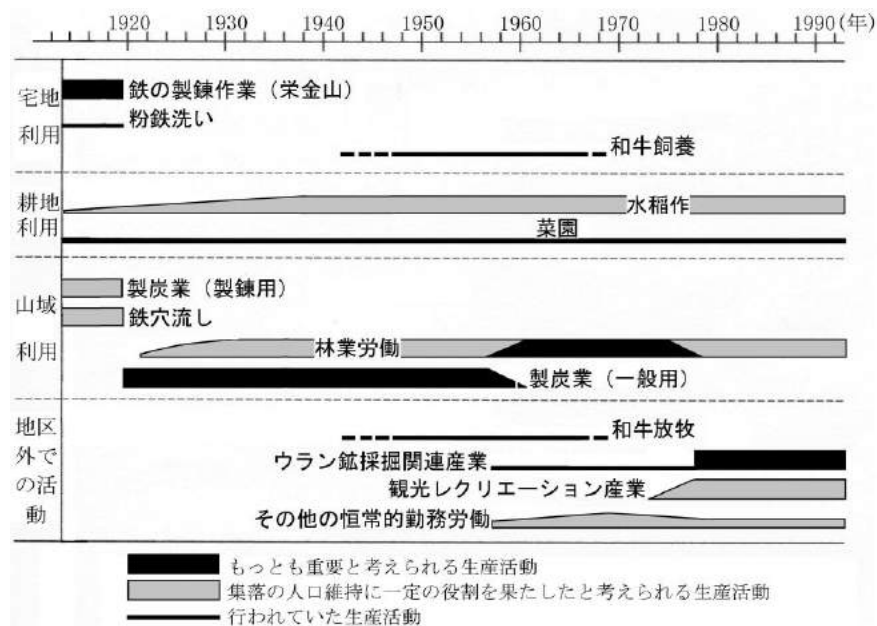 1920 1930 1940 1950 1960 1970 1980 1990(年)
宅地
利用
鉄の製錬作業(栄金山)
粉鉄洗い
和牛飼養
耕地
利用
水稲作
菜園
山域
利用
製炭業(製錬用)
鉄穴流し
林業労働
製炭業(一般用)
地区
外で
の活
動
和牛放牧
ウラン鉱採掘関連産業
観光レクリエーション産業
その他の恒常的勤務労働
もっとも重要と考えられる生産活動
集落の人口維持に一定の役割を果たしたと考えられる生産活動
行われていた生産活動